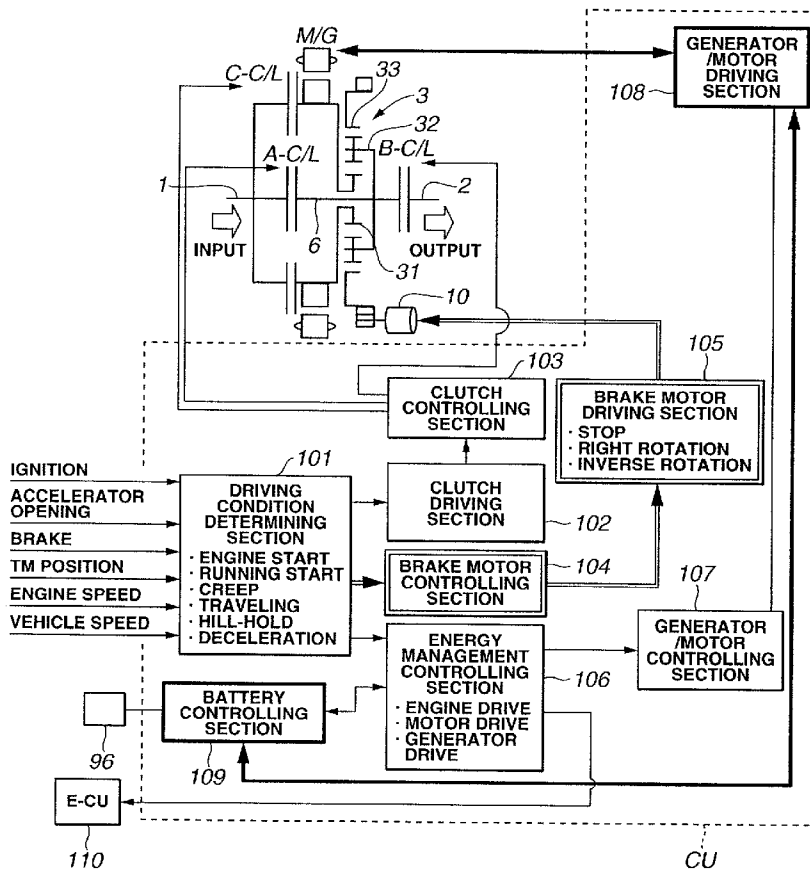 M/G
GENERATOR
/MOTOR
DRIVING
SECTION
108
C-C/L
33
3
32
A-C/L
B-C/L
1
2
INPUT
6
OUTPUT
31
10
103
105
CLUTCH
CONTROLLING
SECTION
BRAKE MOTOR
DRIVING SECTION
· STOP
· RIGHT ROTATION
· INVERSE ROTATION
101
IGNITION
ACCELERATOR
OPENING
BRAKE
TM POSITION
ENGINE SPEED
VEHICLE SPEED
DRIVING
CONDITION
DETERMINING
SECTION
· ENGINE START
· RUNNING START
· CREEP
· TRAVELING
· HILL-HOLD
· DECELERATION
CLUTCH
DRIVING
SECTION
102
BRAKE MOTOR
CONTROLLING
SECTION
104
107
GENERATOR
/MOTOR
CONTROLLING
SECTION
ENERGY
MANAGEMENT
CONTROLLING
SECTION
· ENGINE DRIVE
· MOTOR DRIVE
· GENERATOR
DRIVE
106
BATTERY
CONTROLLING
SECTION
96
109
E-CU
110
CU